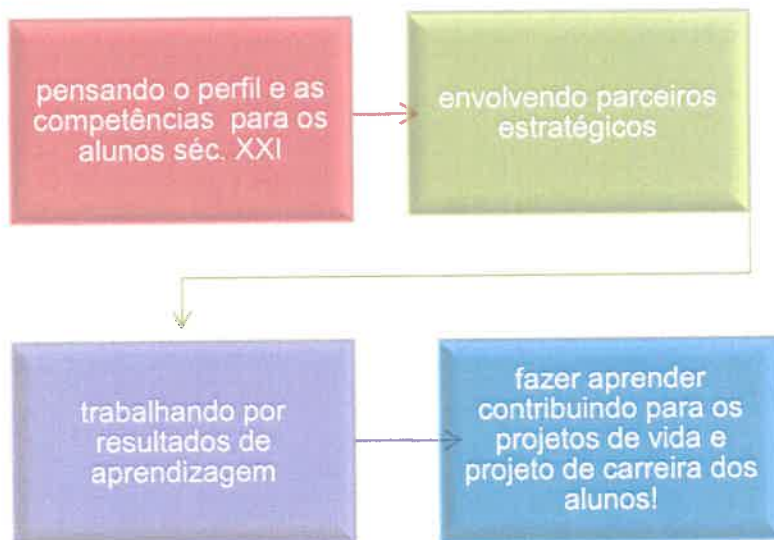 pensando o perfil e as
competências para os
alunos séc. XXI
envolvendo parceiros
estratégicos
trabalhando por
resultados de
aprendizagem
fazer aprender
contribuindo para os
projetos de vida e
projeto de carreira dos
alunos!